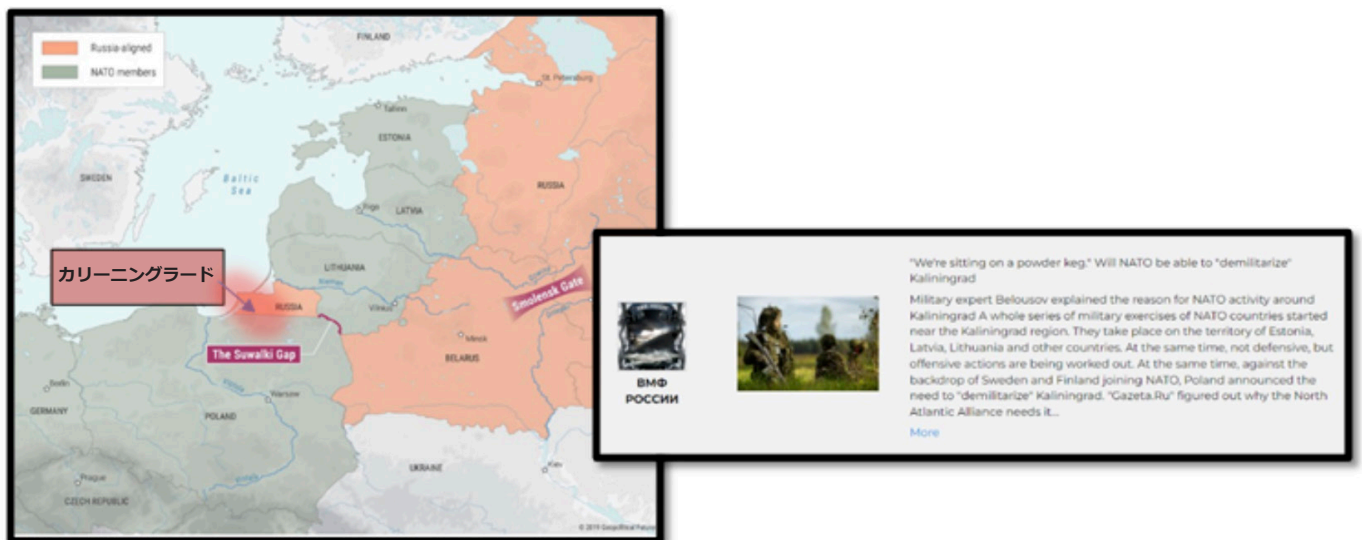 Russia-aligned
NATO members
FINLAND
St. Petersburg
Tallinn
ESTONIA
SWEDEN
Baltic
Sea
RUSSIA
Riga
LATVIA
カリーニングラード
LITHUANIA
RUSSIA
Vilnius
Smolensk Gate
The Suwalki Gap
Minsk
BELARUS
Berlin
Warsaw
GERMANY
POLAND
UKRAINE
Kiev
Prague
CZECH REPUBLIC
© 2019 Geopolitical Futures
"We're sitting on a powder keg." Will NATO be able to "demilitarize"
Kaliningrad
Military expert Belousov explained the reason for NATO activity around
Kaliningrad A whole series of military exercises of NATO countries started
near the Kaliningrad region. They take place on the territory of Estonia,
Latvia, Lithuania and other countries. At the same time, not defensive, but
offensive actions are being worked out. At the same time, against the
backdrop of Sweden and Finland joining NATO, Poland announced the
need to "demilitarize" Kaliningrad. "Gazeta.Ru" figured out why the North
Atlantic Alliance needs it...
More
ВМФ
РОССИИ